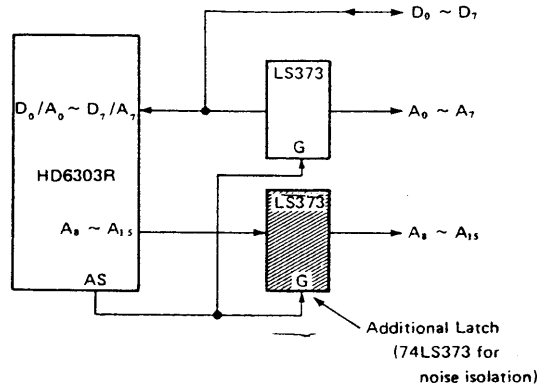 D₀ ~ D₇
LS373
D₀/A₀ ~ D₇/A₇
A₀ ~ A₇
G
HD6303R
LS373
A₈ ~ A₁₅
A₈ ~ A₁₅
AS
G
Additional Latch
(74LS373 for
noise isolation)